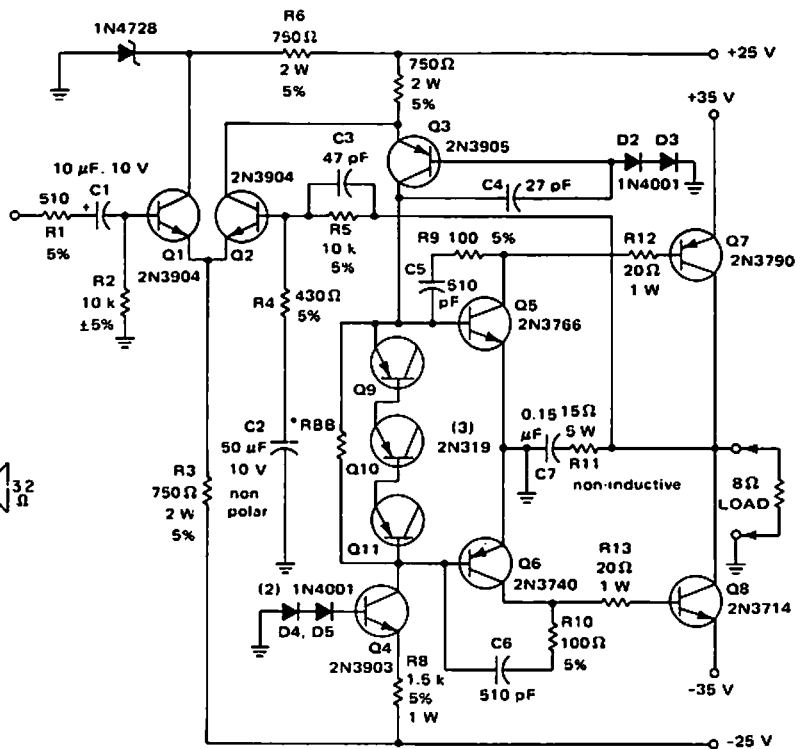 R6
1N4728
750Ω
2 W
5%
+25 V
750Ω
2 W
5%
+35 V
Q3
2N3905
D2 D3
1N4001
C3
47 pF
2N3904
10 μF. 10 V
C1
+
510
R1
5%
C4
27 pF
R5
10 k
5%
Q1
Q2
2N3904
R9 100 5%
R12
20Ω
1 W
Q7
2N3790
R2
10 k
±5%
R4
430Ω
5%
C5
510
pF
Q5
2N3766
Q9
C2
50 μF
10 V
non
polar
RBB
Q10
(3)
2N319
0.15
μF
C7
15Ω
5 W
R11
non-inductive
8Ω
LOAD
3.2
Ω
R3
750Ω
2 W
5%
Q11
Q6
2N3740
R13
20Ω
1 W
Q8
2N3714
(2) 1N4001
D4, D5
Q4
2N3903
R10
100Ω
5%
C6
510 pF
R8
1.5 k
5%
1 W
-35 V
-25 V